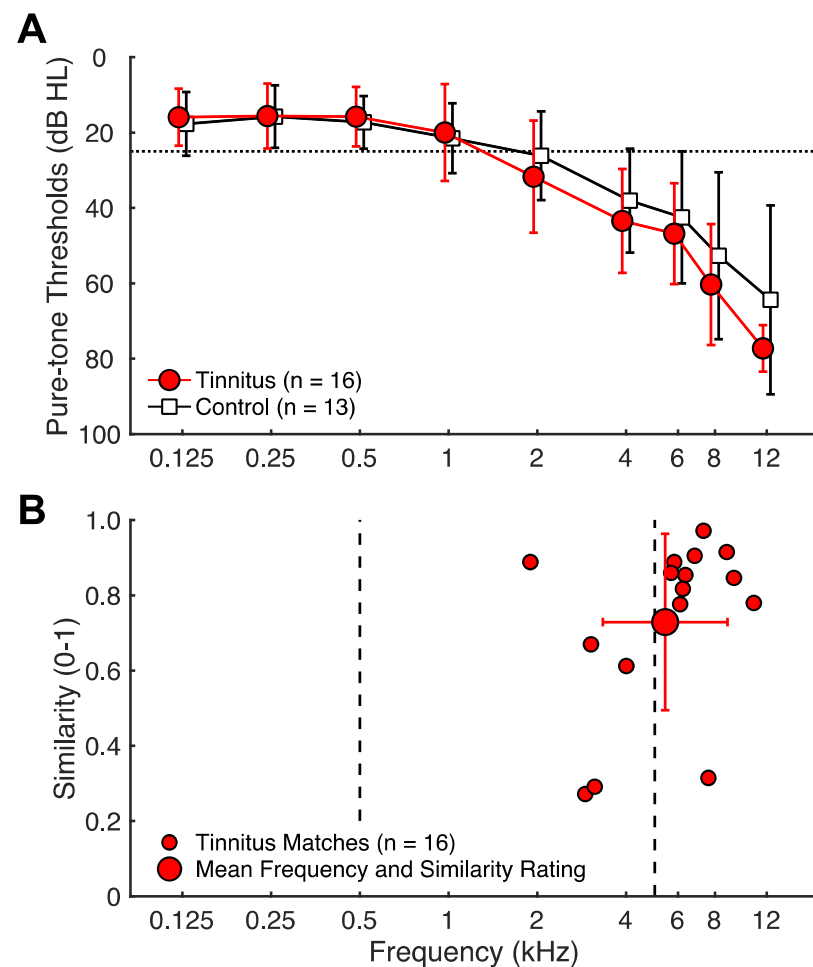 A
Pure-tone Thresholds (dB HL)
0
20
40
60
80
100
Tinnitus (n = 16)
Control (n = 13)
0.125 0.25 0.5 1 2 4 6 8 12
B
Similarity (0-1)
1.0
0.8
0.6
0.4
0.2
0
Tinnitus Matches (n = 16)
Mean Frequency and Similarity Rating
0.125 0.25 0.5 1 2 4 6 8 12
Frequency (kHz)